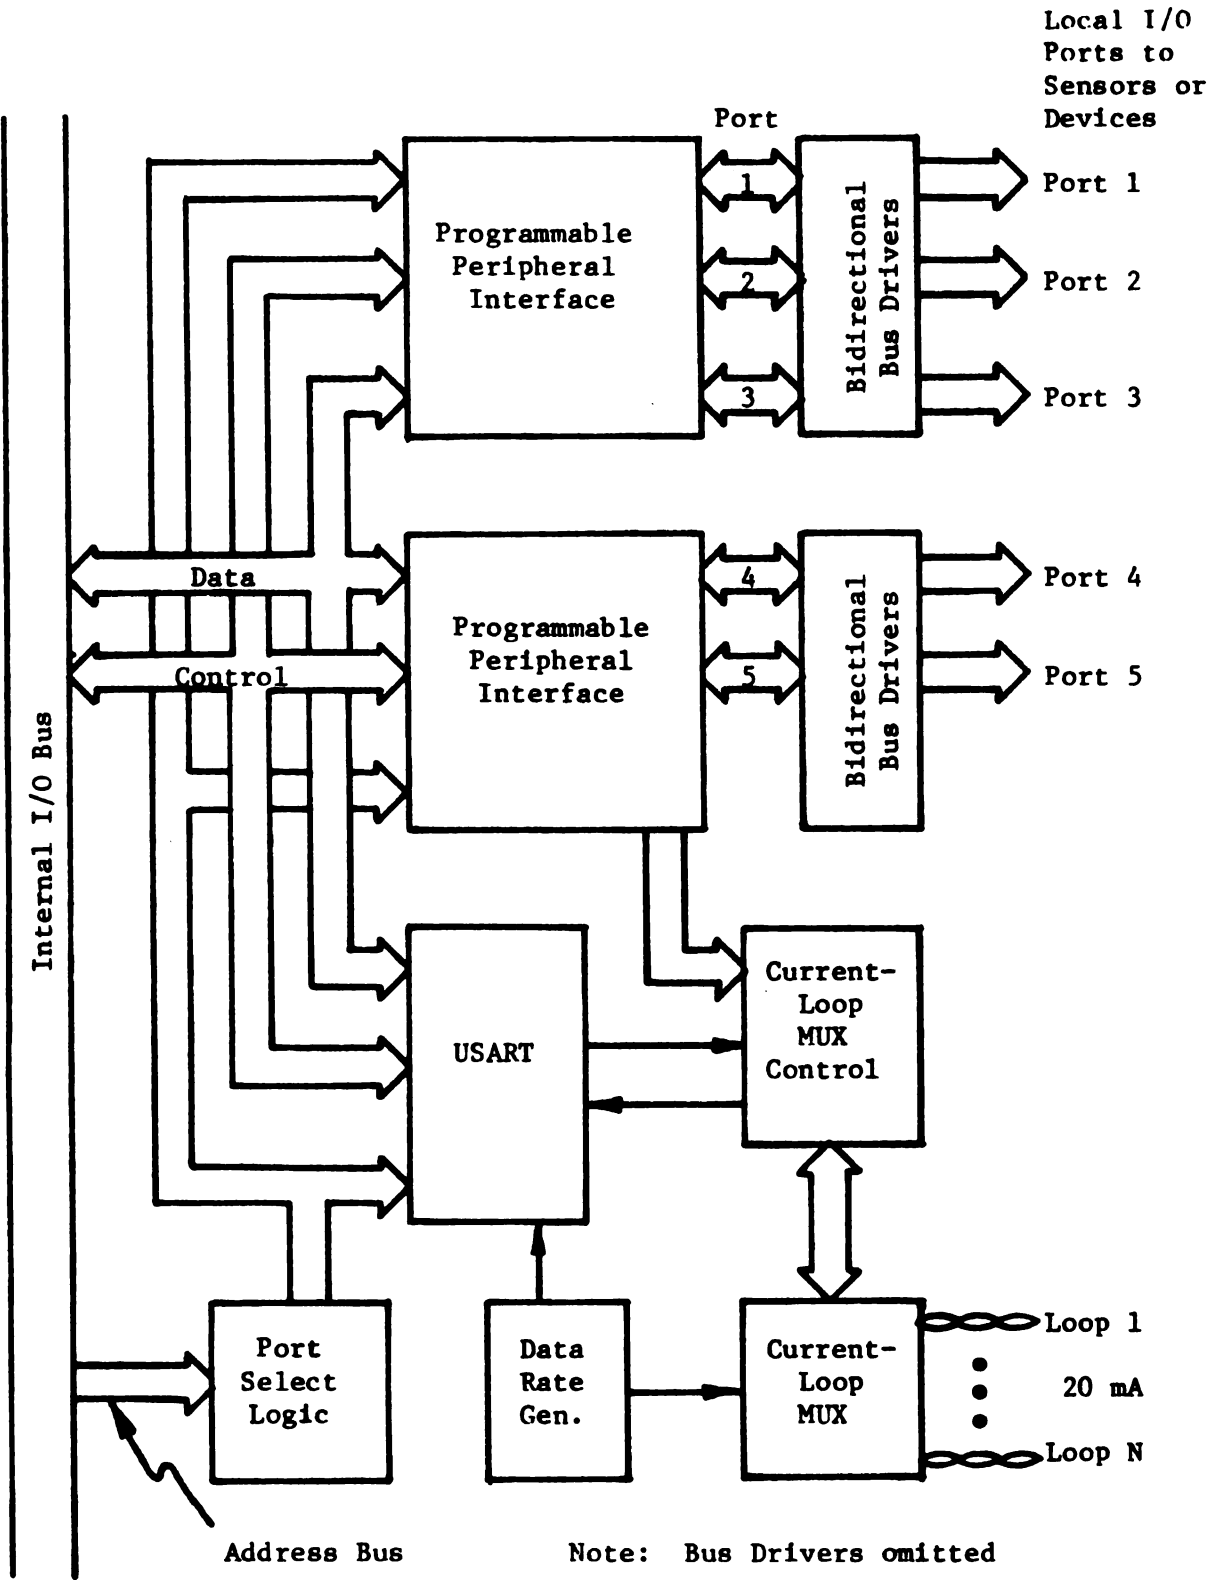 Local I/O
Ports to
Sensors or
Devices
Port
1
Port 1
Programmable
Peripheral
Interface
2
Port 2
3
Port 3
Bidirectional
Bus Drivers
Data
4
Port 4
Programmable
Peripheral
Interface
Control
5
Port 5
Bidirectional
Bus Drivers
Internal I/O Bus
Current-
Loop
MUX
Control
USART
Port
Select
Logic
Data
Rate
Gen.
Current-
Loop
MUX
Loop 1
20 mA
Loop N
Address Bus
Note: Bus Drivers omitted